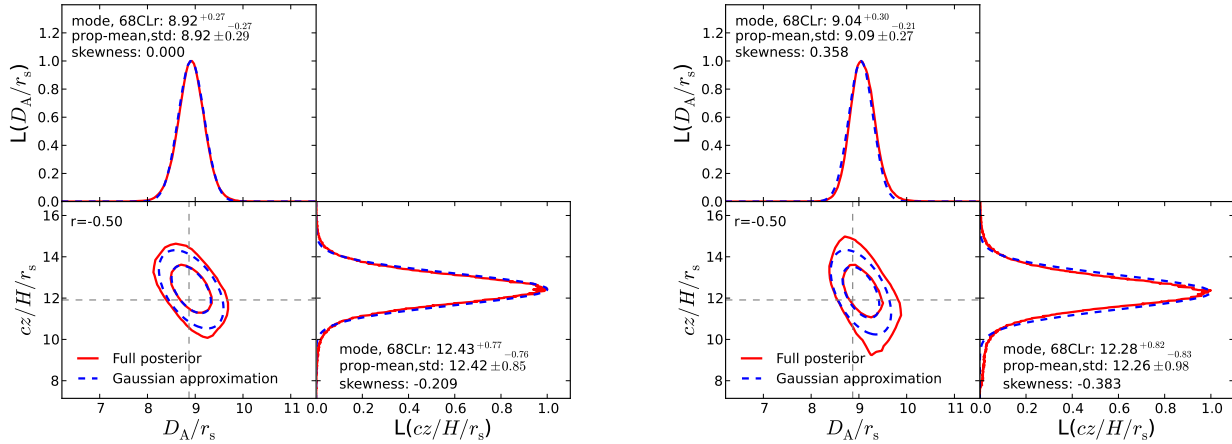 mode, 68CLr: 8.92 +0.27 −0.27
prop-mean,std: 8.92 ±0.29
skewness: 0.000
1.2
1.0
0.8
0.6
0.4
0.2
0.0
L(D_A/r_s)
r=-0.50
16
14
12
10
8
cz/H/r_s
Full posterior
Gaussian approximation
7 8 9 10 11
D_A/r_s
mode, 68CLr: 12.43 +0.77 −0.76
prop-mean,std: 12.42 ±0.85
skewness: -0.209
0.0 0.2 0.4 0.6 0.8 1.0
L(cz/H/r_s)
mode, 68CLr: 9.04 +0.30 −0.21
prop-mean,std: 9.09 ±0.27
skewness: 0.358
1.2
1.0
0.8
0.6
0.4
0.2
0.0
L(D_A/r_s)
r=-0.50
16
14
12
10
8
cz/H/r_s
Full posterior
Gaussian approximation
7 8 9 10 11
D_A/r_s
mode, 68CLr: 12.28 +0.82 −0.83
prop-mean,std: 12.26 ±0.98
skewness: -0.383
0.0 0.2 0.4 0.6 0.8 1.0
L(cz/H/r_s)